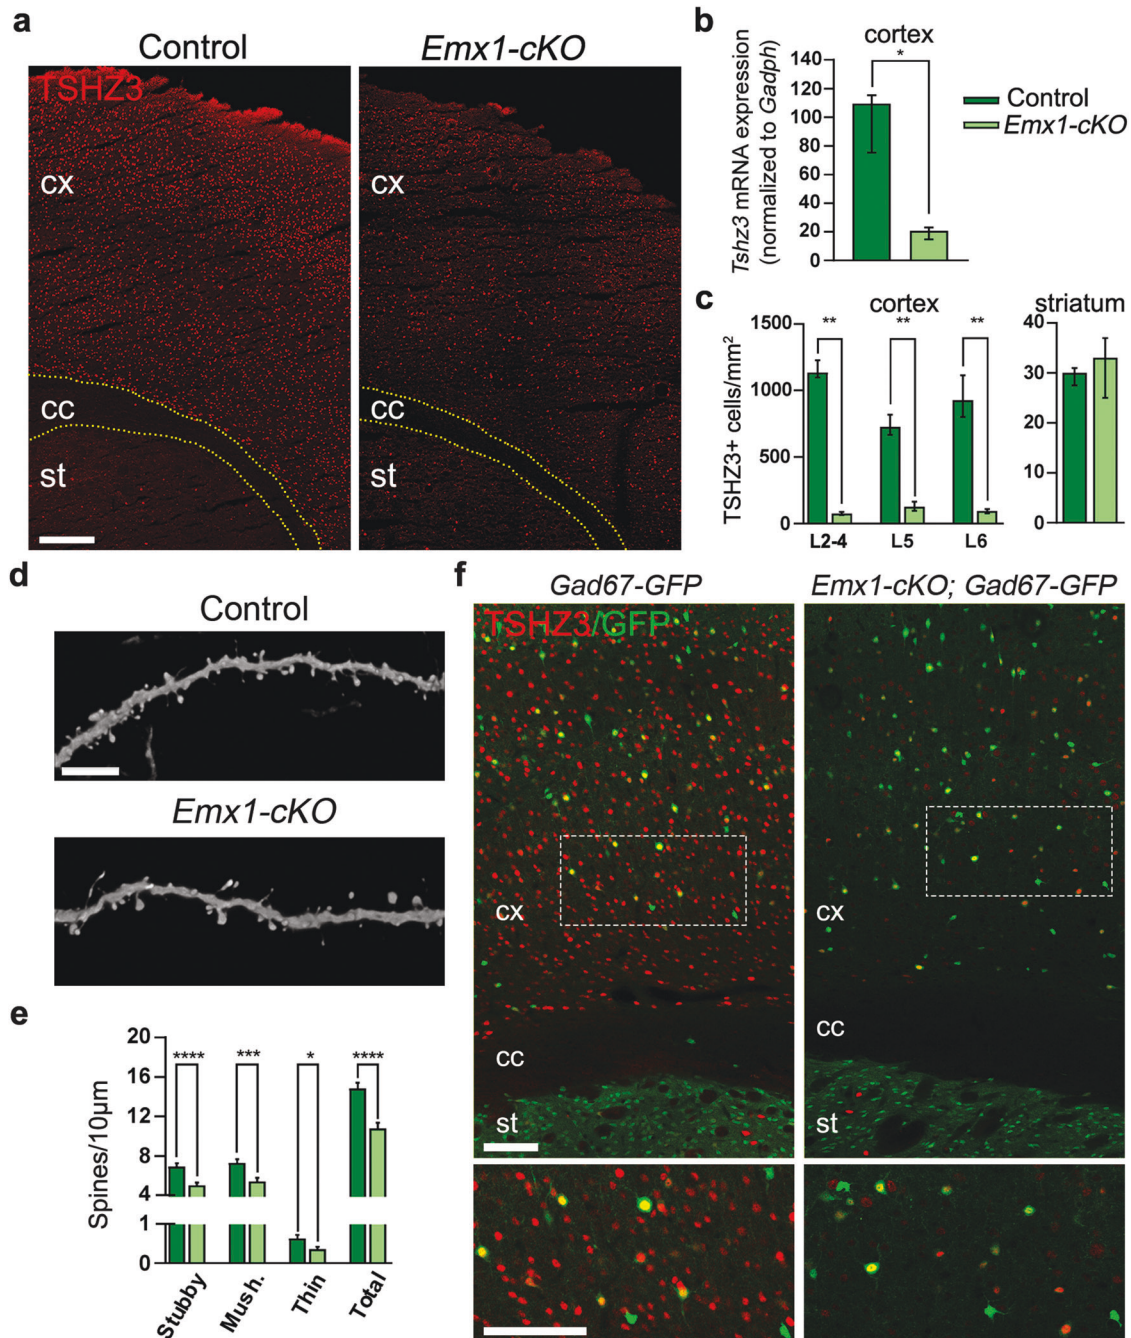 a
Control
Emx1-cKO
TSHZ3
cx
cc
st
cx
cc
st
b
cortex
*
Tshz3 mRNA expression
(normalized to Gadph)
140
120
100
80
60
40
20
0
Control
Emx1-cKO
c
cortex
striatum
TSHZ3+ cells/mm²
1500
1000
500
0
**
**
**
L2-4
L5
L6
40
30
20
10
0
d
Control
Emx1-cKO
e
Spines/10μm
20
16
12
8
4
1
0
****
***
*
****
Stubby
Mush.
Thin
Total
f
Gad67-GFP
Emx1-cKO; Gad67-GFP
TSHZ3/GFP
cx
cc
st
cx
cc
st